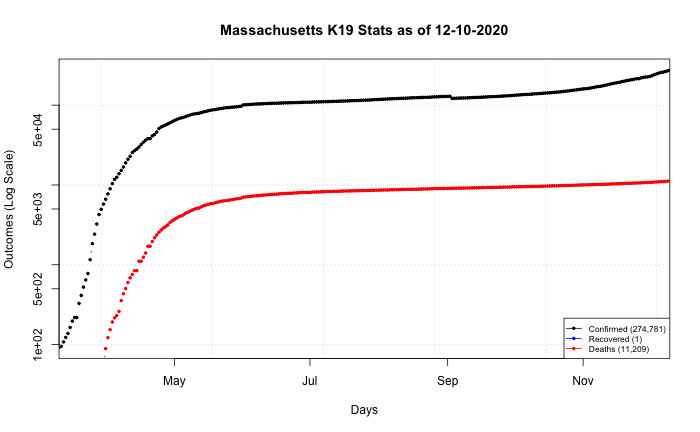 Massachusetts K19 Stats as of 12-10-2020
Outcomes (Log Scale)
5e+04
5e+03
5e+02
1e+02
Confirmed (274,781)
Recovered (1)
Deaths (11,209)
May Jul Sep Nov
Days